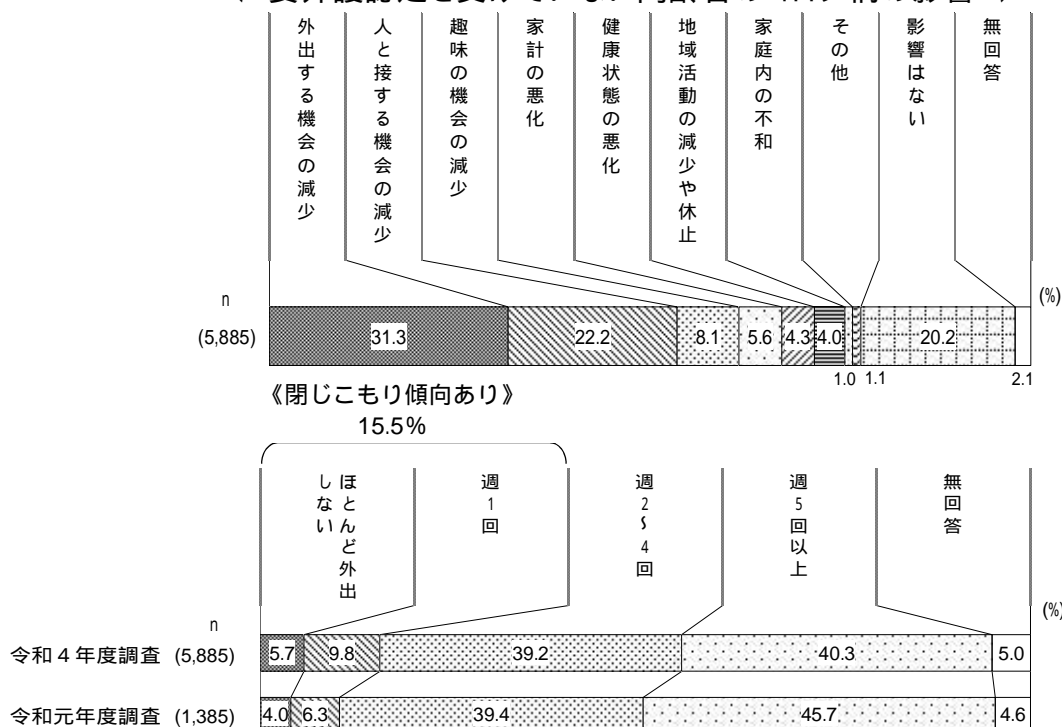 外出する機会の減少
人と接する機会の減少
趣味の機会の減少
家計の悪化
健康状態の悪化
地域活動の減少や休止
家庭内の不和
その他
影響はない
無回答
n
(%)
(5,885)
31.3
22.2
8.1
5.6
4.3
4.0
20.2
1.0
1.1
2.1
《閉じこもり傾向あり》
15.5%
ほとんど外出
しない
週1回
週2~4回
週5回以上
無回答
n
(%)
令和4年度調査 (5,885)
5.7
9.8
39.2
40.3
5.0
令和元年度調査 (1,385)
4.0
6.3
39.4
45.7
4.6